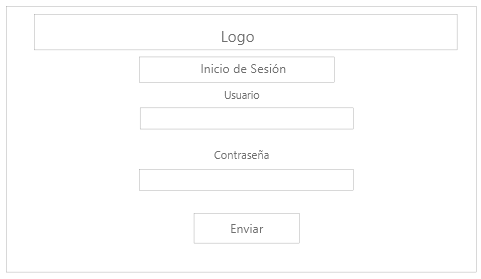 Logo
Inicio de Sesión
Usuario
Contraseña
Enviar